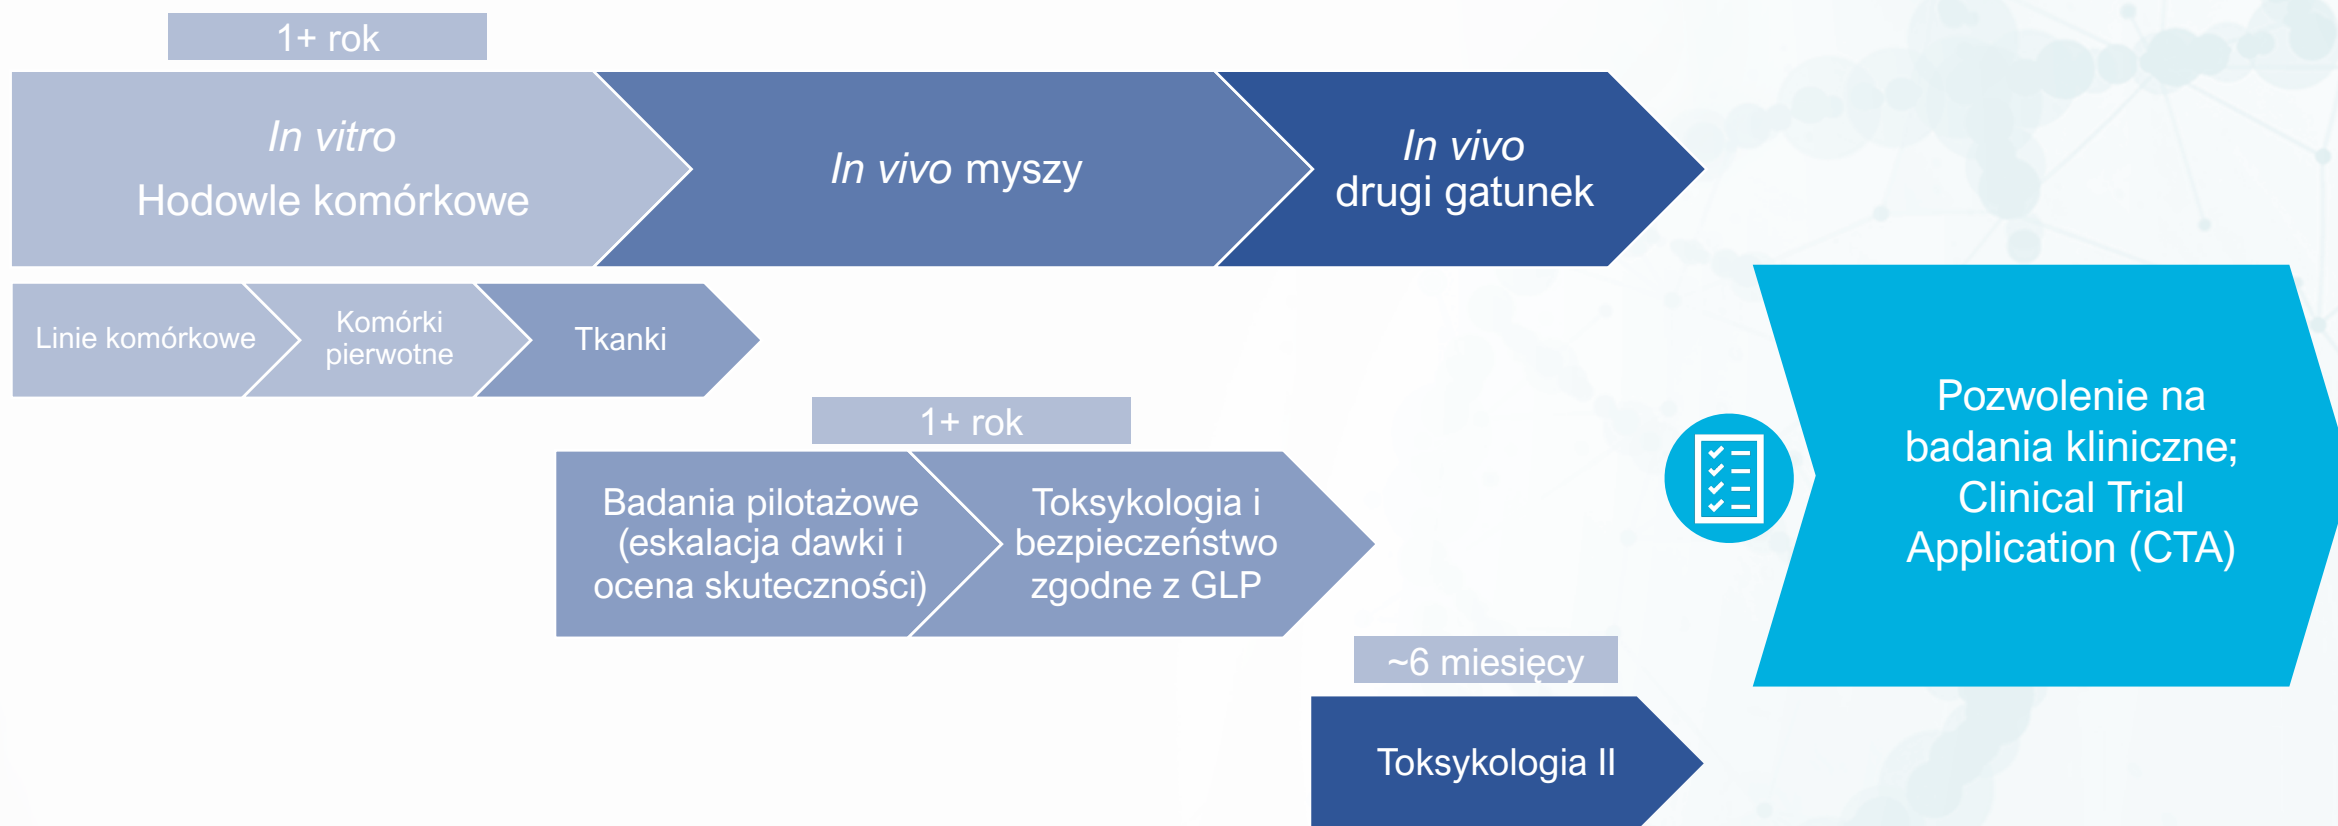 1+ rok
In vitro
Hodowle komórkowe
In vivo myszy
In vivo
drugi gatunek
Linie komórkowe
Komórki
pierwotne
Tkanki
1+ rok
Badania pilotażowe
(eskalacja dawki i
ocena skuteczności)
Toksykologia i
bezpieczeństwo
zgodne z GLP
~6 miesięcy
Toksykologia II
Pozwolenie na
badania kliniczne;
Clinical Trial
Application (CTA)